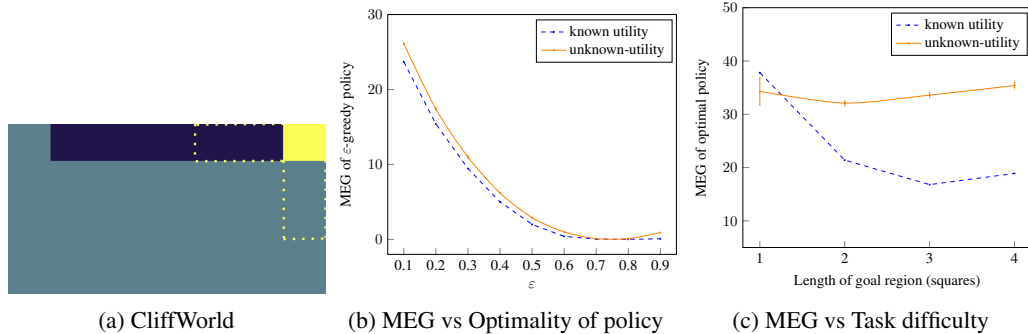 (a) CliffWorld
MEG of ε-greedy policy
30
20
10
0
0.1 0.2 0.3 0.4 0.5 0.6 0.7 0.8 0.9
ε
known utility
unknown-utility
(b) MEG vs Optimality of policy
MEG of optimal policy
50
40
30
20
10
1 2 3 4
Length of goal region (squares)
known utility
unknown-utility
(c) MEG vs Task difficulty